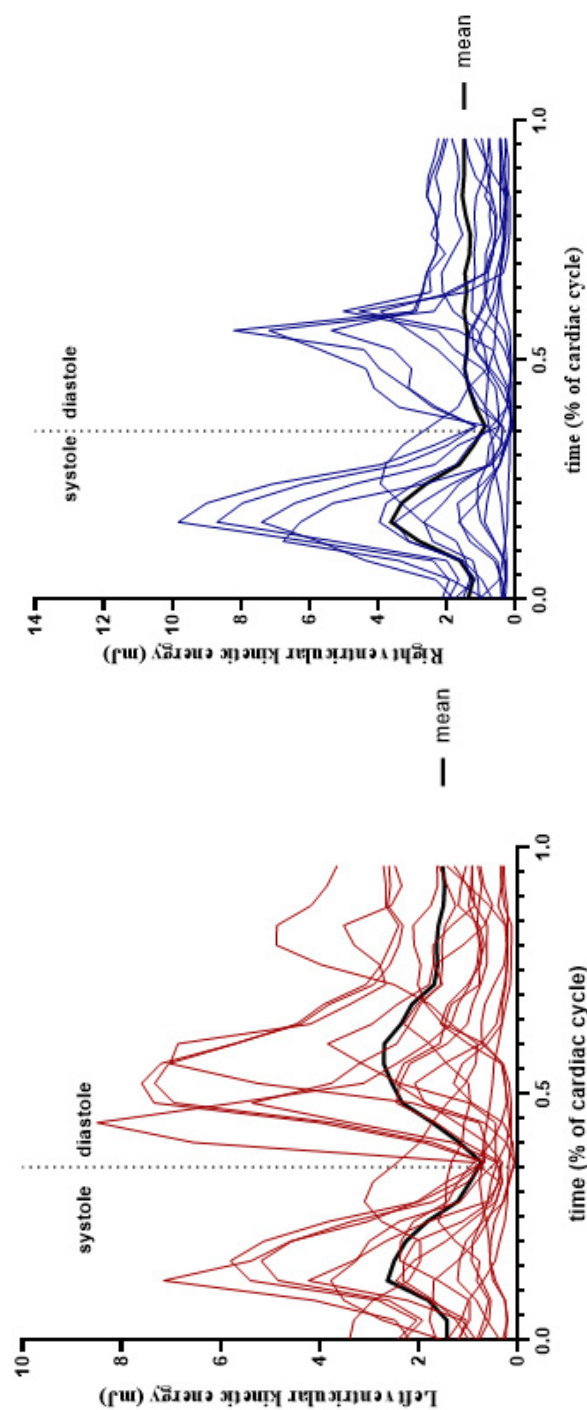 Left ventricular kinetic energy (mJ)
10
8
6
4
2
0
systole
diastole
0.0
0.5
1.0
time (% of cardiac cycle)
mean
Right ventricular kinetic energy (mJ)
14
12
10
8
6
4
2
0
systole
diastole
0.0
0.5
1.0
time (% of cardiac cycle)
mean